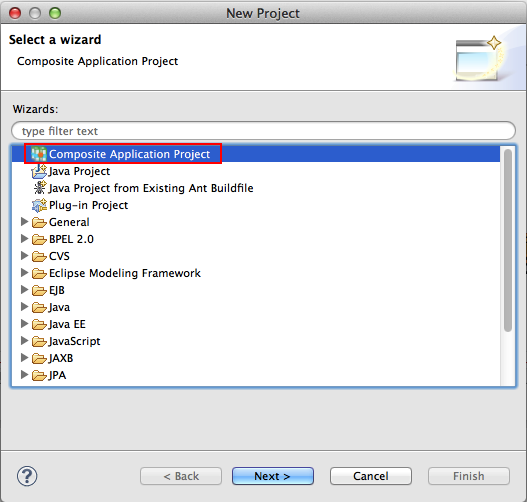 New Project
Select a wizard
Composite Application Project
Wizards:
type filter text
Composite Application Project
Java Project
Java Project from Existing Ant Buildfile
Plug-in Project
General
BPEL 2.0
CVS
Eclipse Modeling Framework
EJB
Java
Java EE
JavaScript
JAXB
JPA
?
< Back
Next >
Cancel
Finish